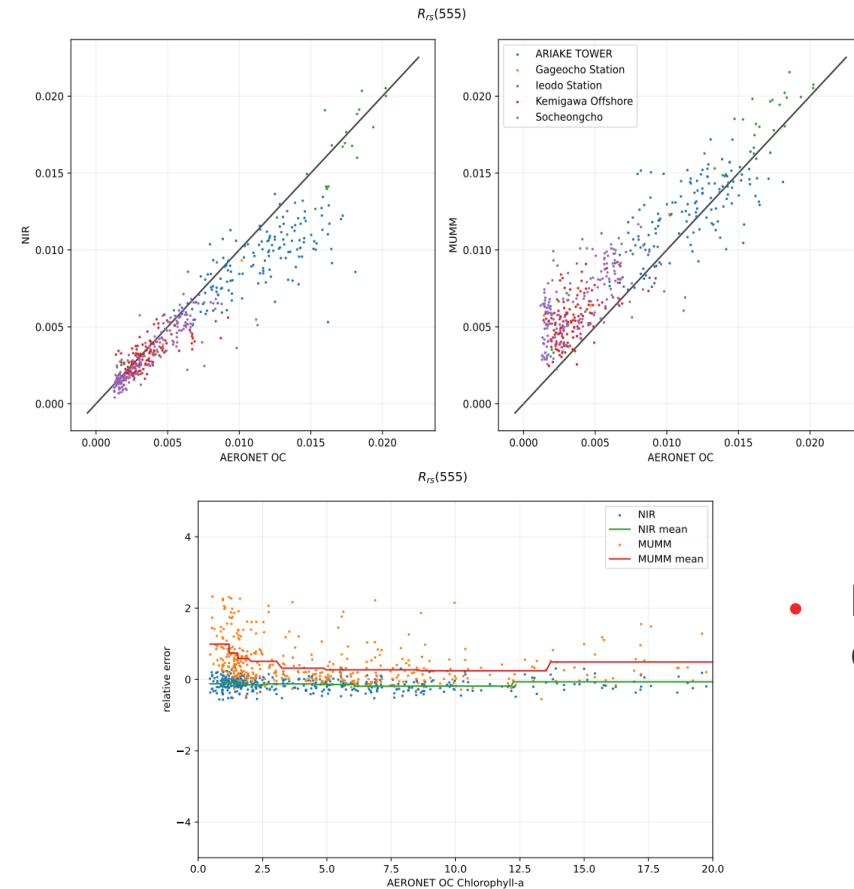 R_rs(555)
NIR
0.020
0.015
0.010
0.005
0.000
0.000 0.005 0.010 0.015 0.020
AERONET OC
MUMM
0.020
0.015
0.010
0.005
0.000
ARIAKE TOWER
Gageocho Station
Ieodo Station
Kemigawa Offshore
Socheongcho
0.000 0.005 0.010 0.015 0.020
AERONET OC
R_rs(555)
relative error
4
2
0
−2
−4
NIR
NIR mean
MUMM
MUMM mean
0.0 2.5 5.0 7.5 10.0 12.5 15.0 17.5 20.0
AERONET OC Chlorophyll-a